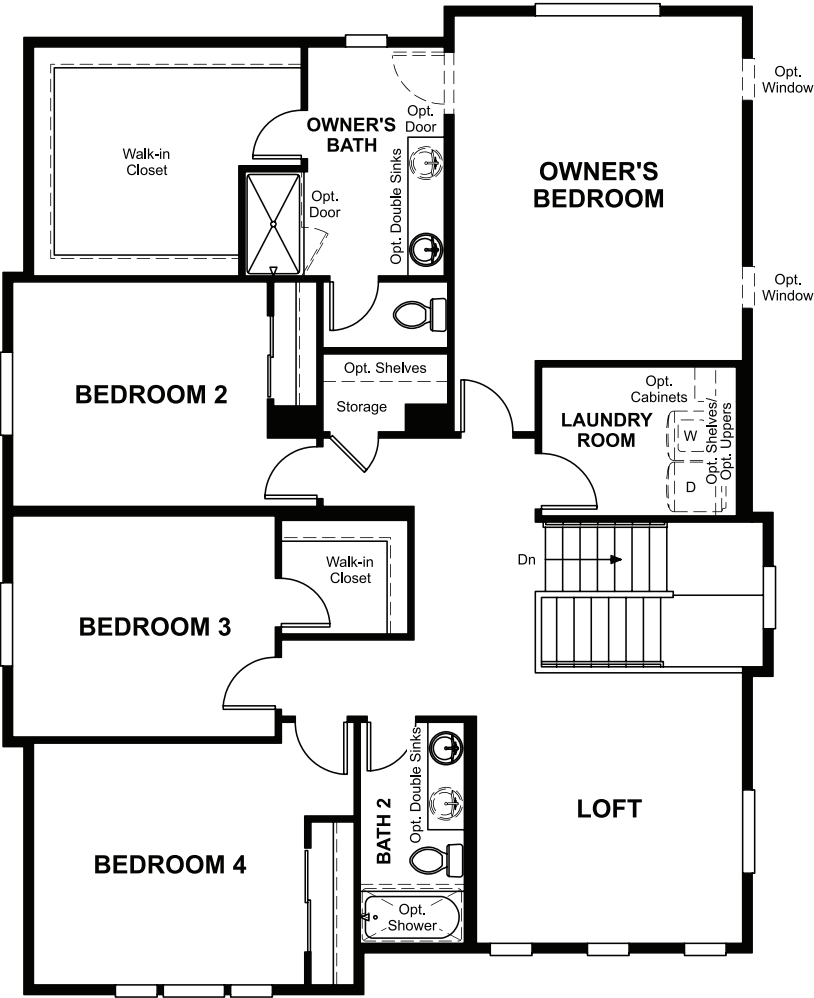 Opt.
Window
OWNER'S
BATH
Opt.
Door
Walk-in
Closet
OWNER'S
BEDROOM
Opt. Double Sinks
Opt.
Door
Opt.
Window
Opt. Shelves
BEDROOM 2
Storage
Opt.
Cabinets
LAUNDRY
ROOM
Opt. Shelves/
Opt. Uppers
W
D
Walk-in
Closet
Dn
BEDROOM 3
Opt. Double Sinks
BATH 2
LOFT
BEDROOM 4
Opt.
Shower